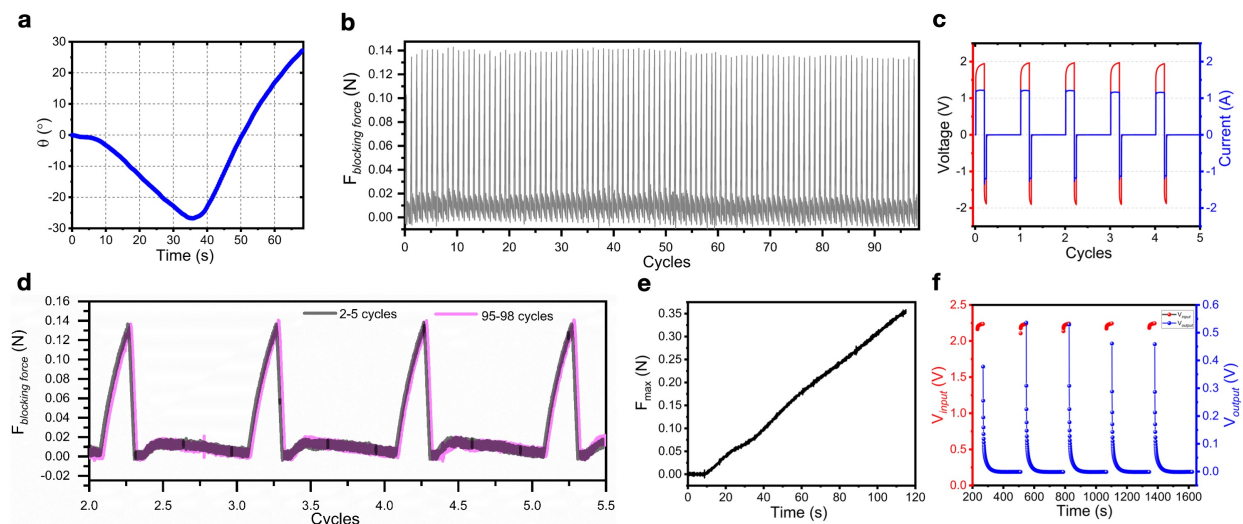 a
30
20
10
0
-10
-20
-30
θ (°)
0 10 20 30 40 50 60
Time (s)
b
0.14
0.12
0.10
0.08
0.06
0.04
0.02
0.00
F blocking force (N)
0 10 20 30 40 50 60 70 80 90
Cycles
c
2
1
0
-1
-2
Voltage (V)
2
1
0
-1
-2
Current (A)
0 1 2 3 4 5
Cycles
d
0.16
0.14
0.12
0.10
0.08
0.06
0.04
0.02
0.00
-0.02
F blocking force (N)
2-5 cycles
95-98 cycles
2.0 2.5 3.0 3.5 4.0 4.5 5.0 5.5
Cycles
e
0.35
0.30
0.25
0.20
0.15
0.10
0.05
0.00
F max (N)
0 20 40 60 80 100 120
Time (s)
f
2.5
2.0
1.5
1.0
0.5
0.0
V input (V)
V input
V output
0.6
0.5
0.4
0.3
0.2
0.1
0.0
V output (V)
200 400 600 800 1000 1200 1400 1600
Time (s)